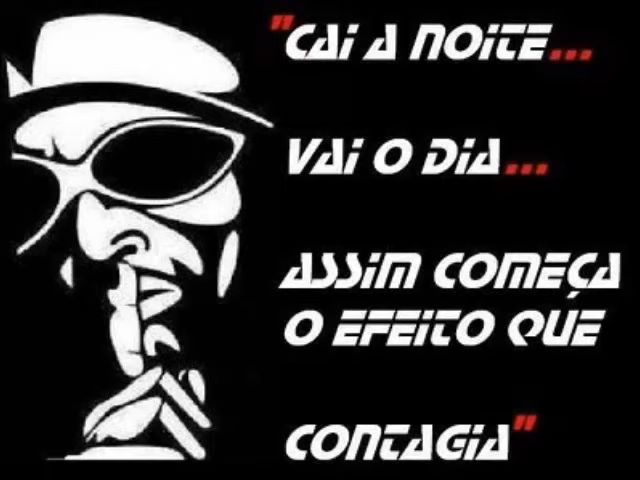 "CAI A NOITE...
VAI O DIA...
ASSIM COMEÇA
O EFEITO QUE
CONTAGIA"